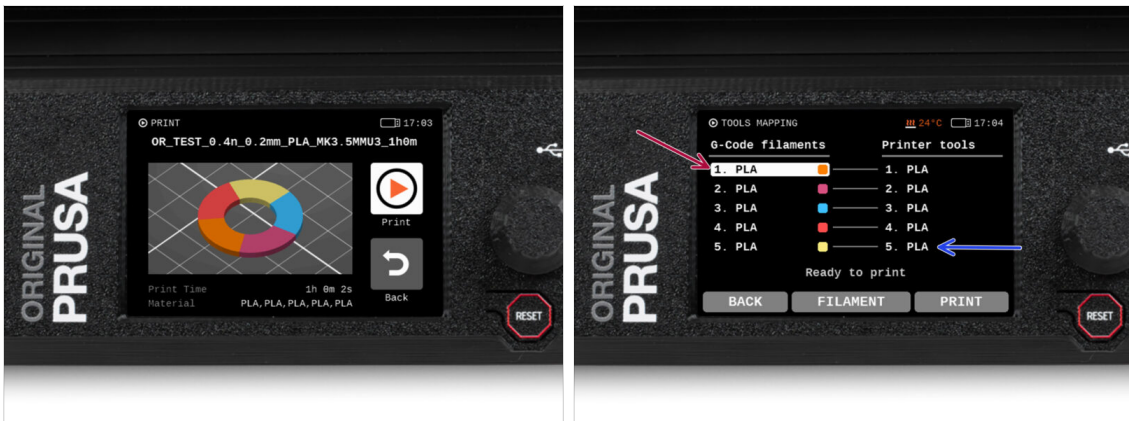 PRINT
17:03
OR_TEST_0.4n_0.2mm_PLA_MK3.5MMU3_1h0m
Print
Print Time 1h 0m 2s
Material PLA,PLA,PLA,PLA,PLA
Back
ORIGINAL
PRUSA
RESET
TOOLS MAPPING
24°C
17:04
G-Code filaments Printer tools
1. PLA 1. PLA
2. PLA 2. PLA
3. PLA 3. PLA
4. PLA 4. PLA
5. PLA 5. PLA
Ready to print
BACK FILAMENT PRINT
ORIGINAL
PRUSA
RESET